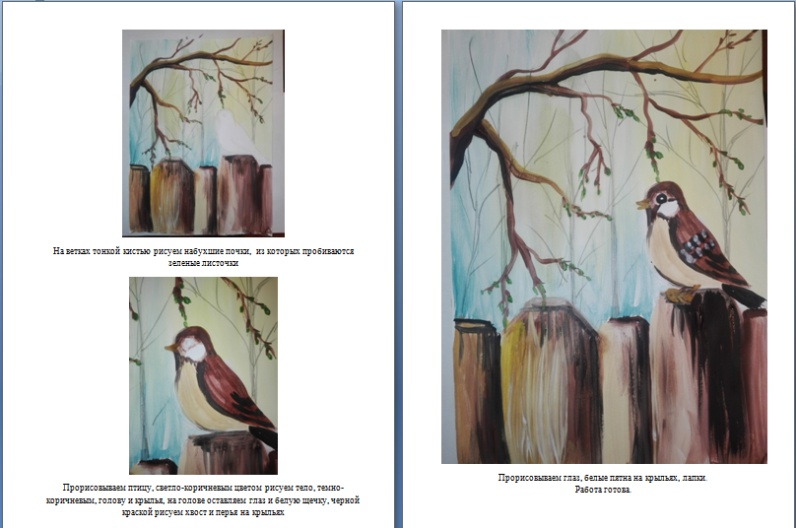 На ветках тонкой кистью рисуем набухшие почки, из которых пробиваются
зеленые листочки
Прорисовываем птицу, светло-коричневым цветом рисуем тело, темно-
коричневым, голову и крылья, на голове оставляем глаз и белую щечку, черной
краской рисуем хвост и перья на крыльях
Прорисовываем глаз, белые пятна на крыльях, лапки.
Работа готова.